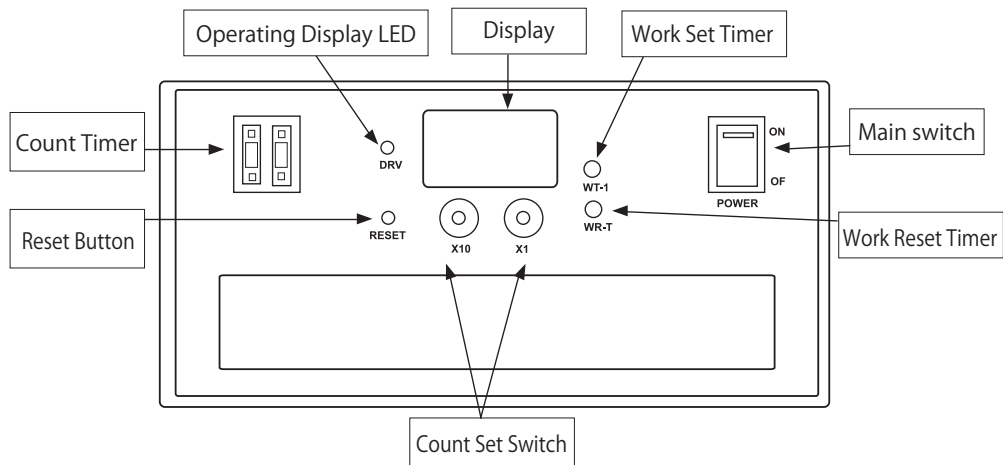 Operating Display LED
Display
Work Set Timer
Count Timer
Main switch
ON
DRV
WT-1
OF
POWER
Reset Button
RESET
WR-T
Work Reset Timer
X10
X1
Count Set Switch